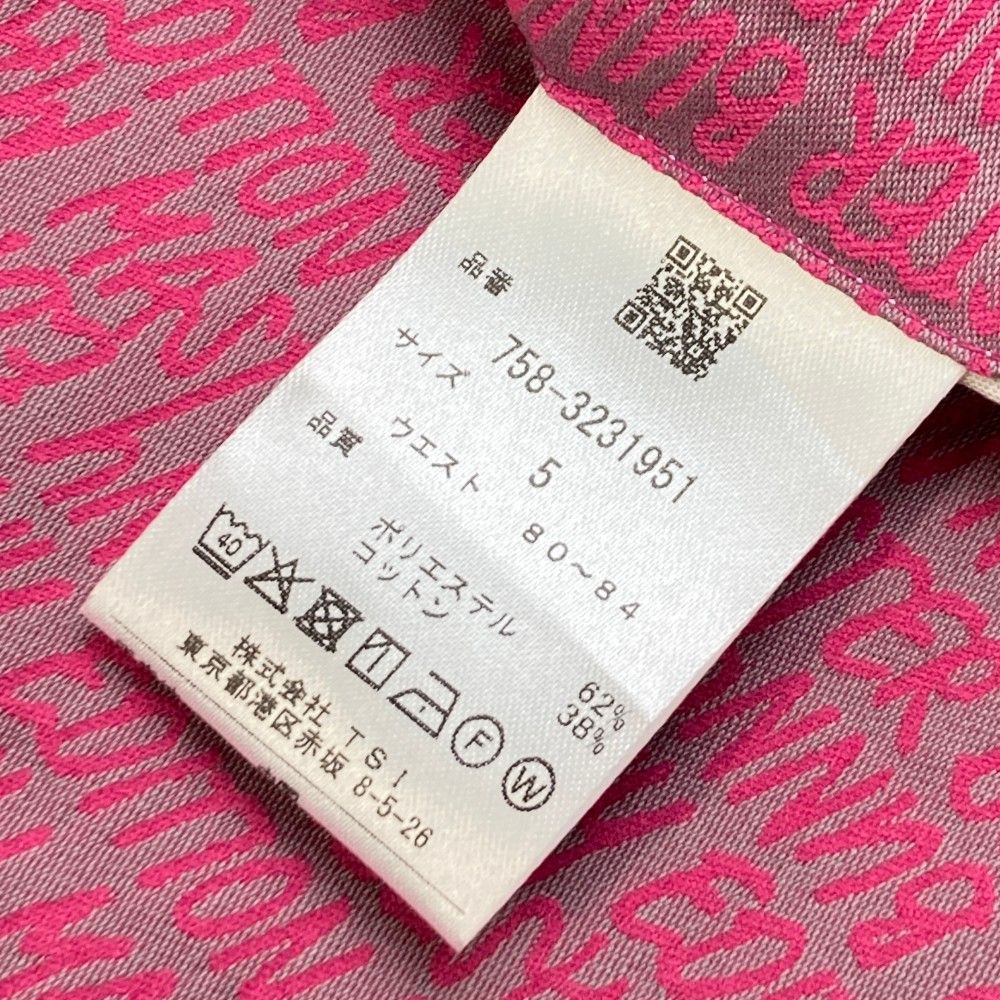 品番 758-3231951
サイズ 5
ウエスト 80〜84
品質
ポリエステル 62%
コットン 38%
40
F
W
株式会社 TSI
東京都港区赤坂 8-5-26